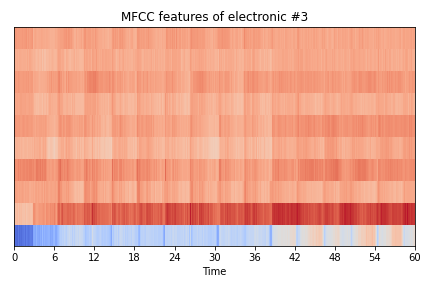 MFCC features of electronic #3
0 6 12 18 24 30 36 42 48 54 60
Time